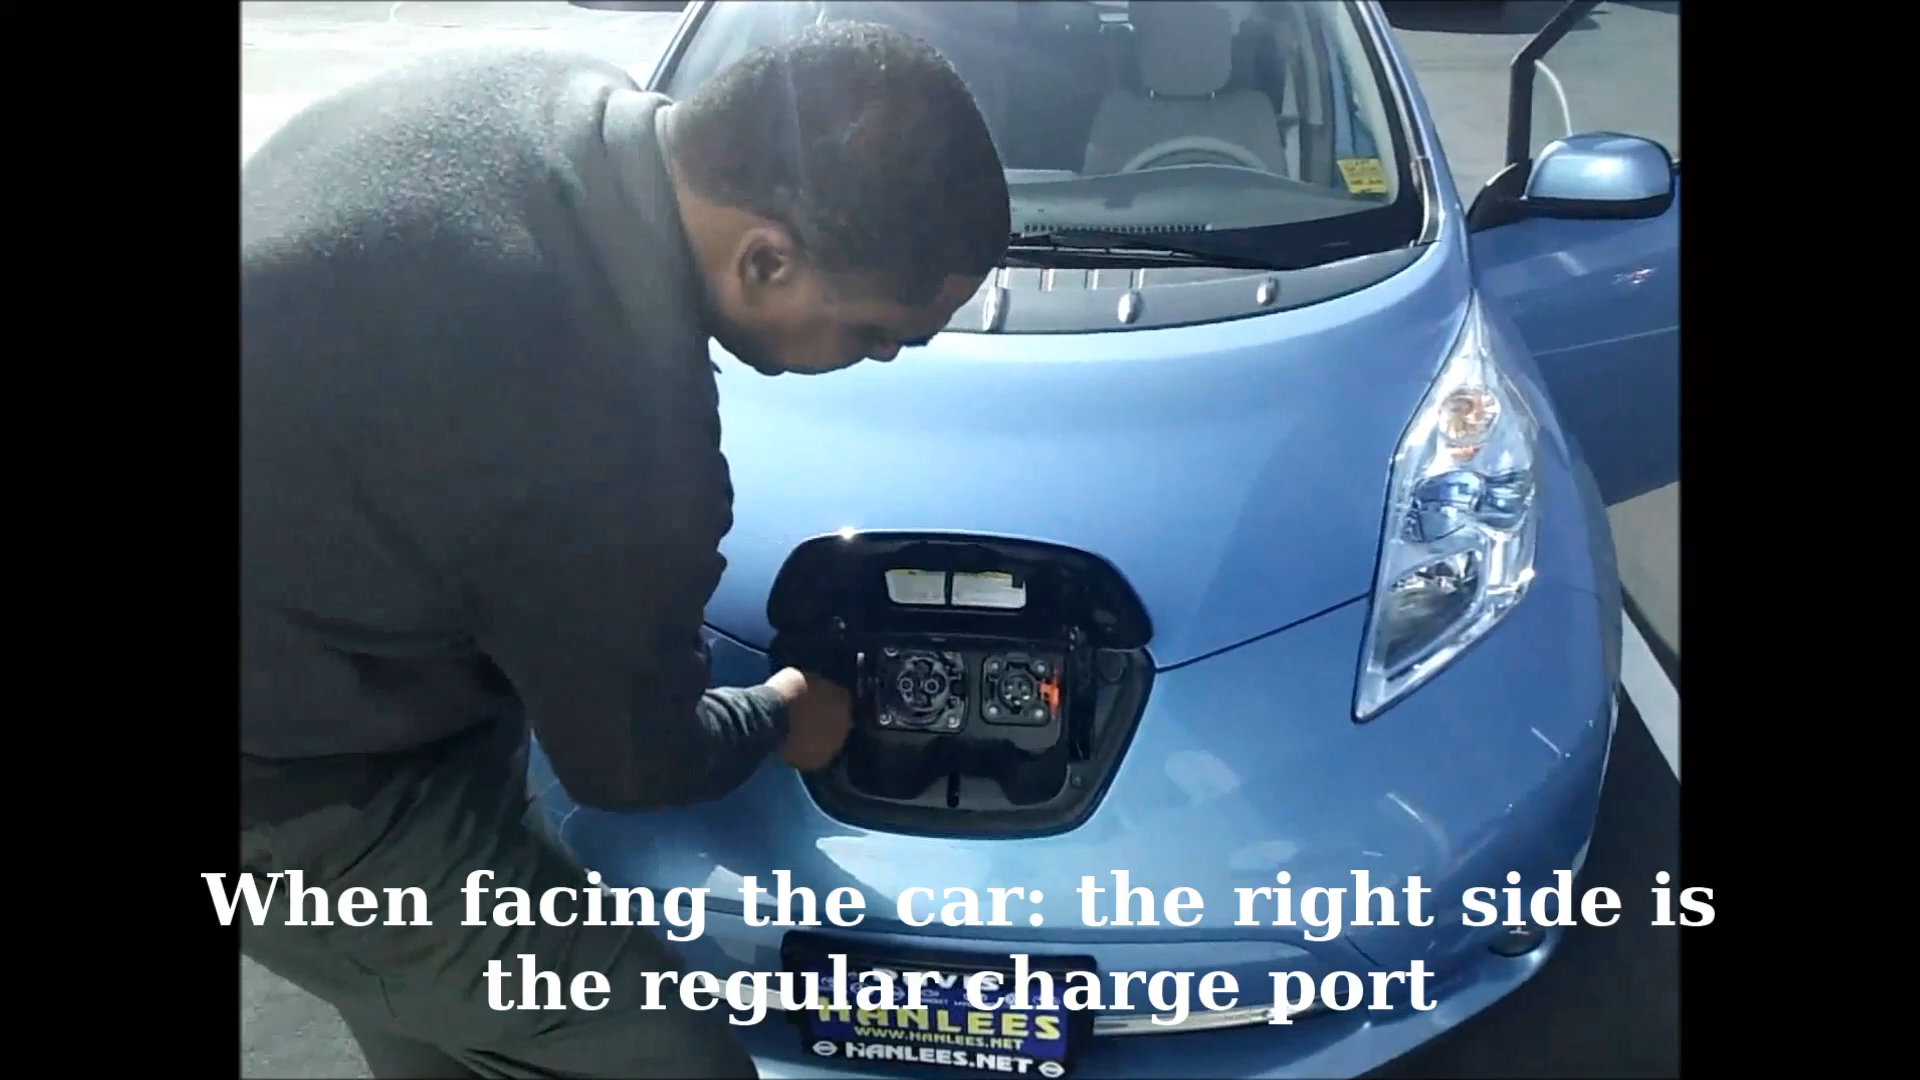 When facing the car: the right side is
the regular charge port
HANLEES
WWW.HANLEES.NET
HANLEES.NET